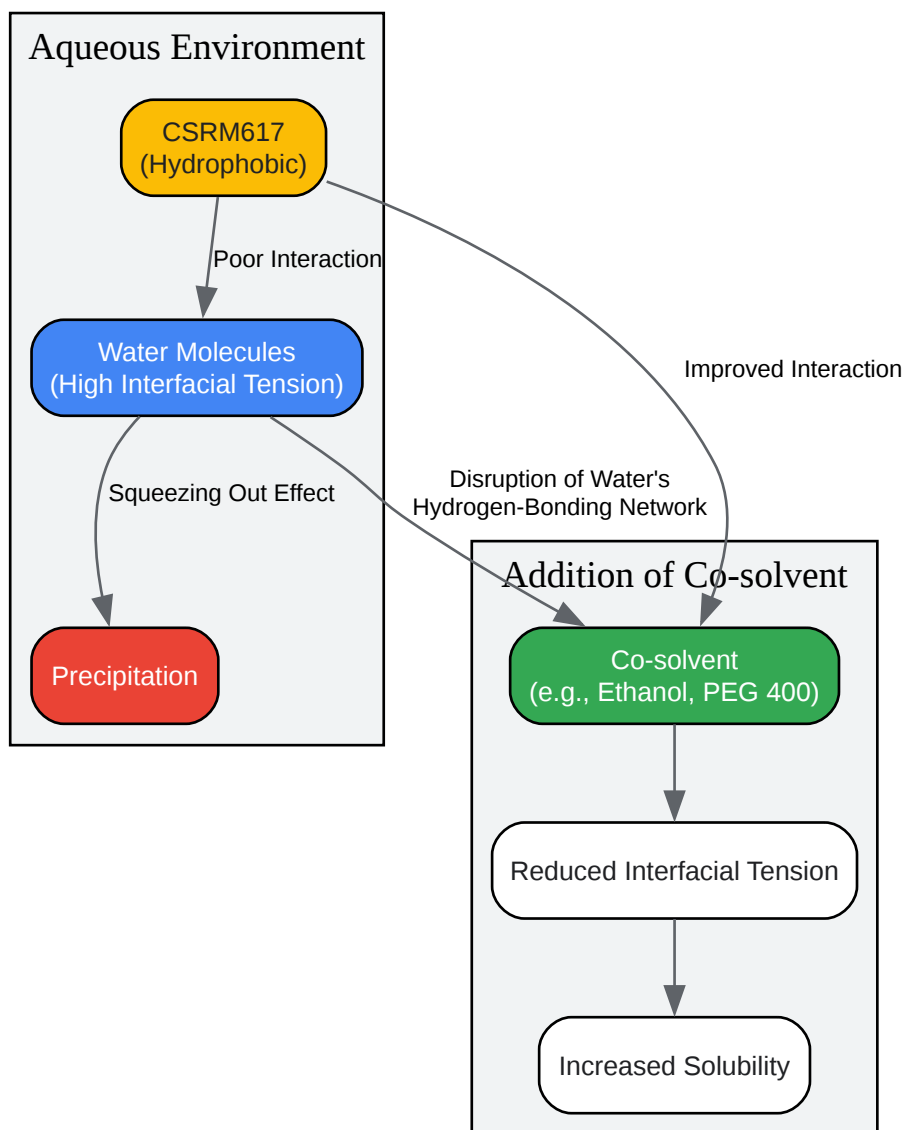 Aqueous Environment
CSRM617
(Hydrophobic)
Poor Interaction
Water Molecules
(High Interfacial Tension)
Improved Interaction
Squeezing Out Effect
Disruption of Water's
Hydrogen-Bonding Network
Precipitation
Addition of Co-solvent
Co-solvent
(e.g., Ethanol, PEG 400)
Reduced Interfacial Tension
Increased Solubility